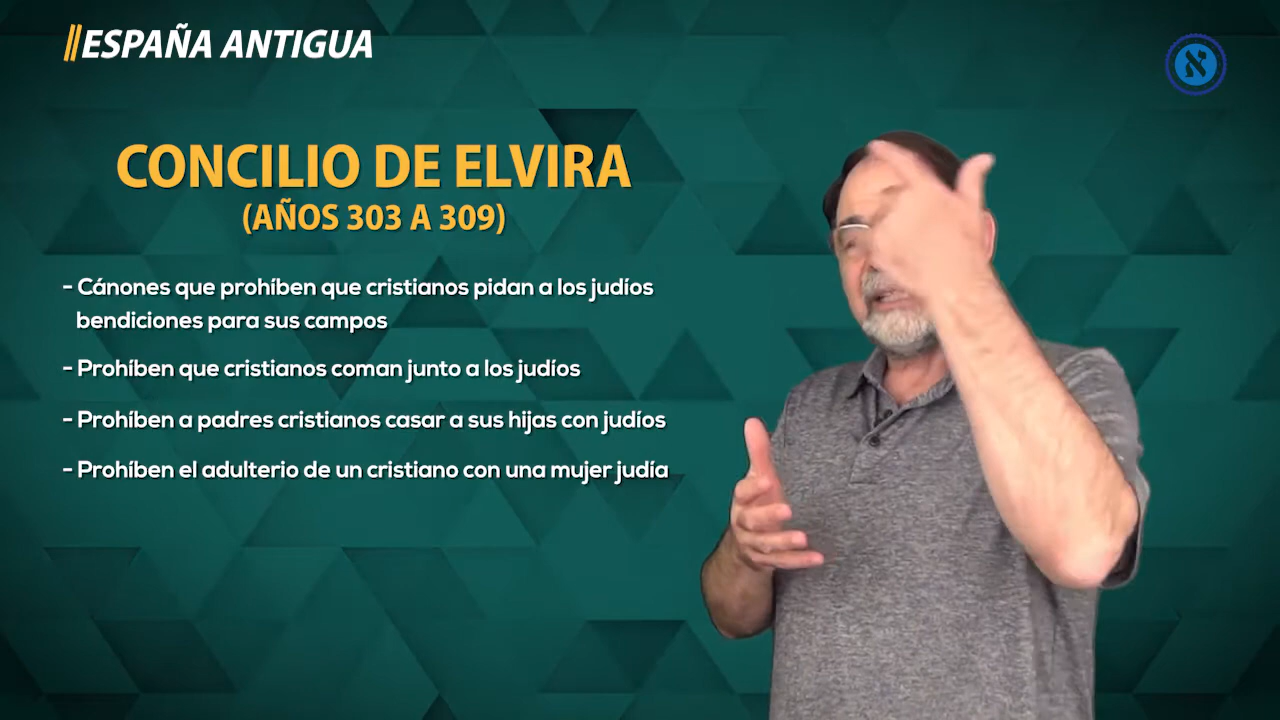 //ESPAÑA ANTIGUA
א
CONCILIO DE ELVIRA
(AÑOS 303 A 309)
- Cánones que prohíben que cristianos pidan a los judíos
bendiciones para sus campos
- Prohíben que cristianos coman junto a los judíos
- Prohíben a padres cristianos casar a sus hijas con judíos
- Prohíben el adulterio de un cristiano con una mujer judía